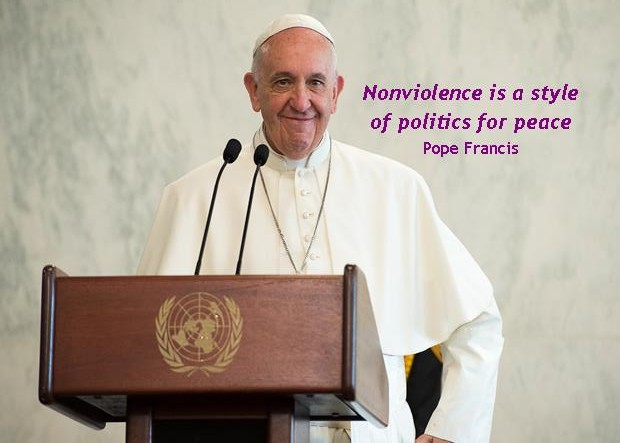 Nonviolence is a style
of politics for peace
Pope Francis